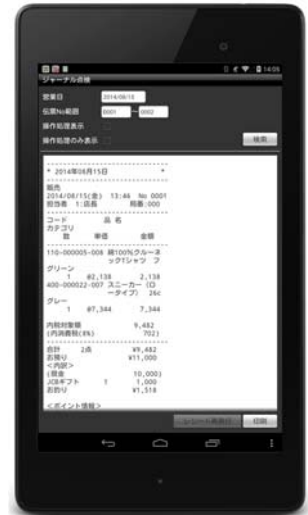 14:05
ジャーナル点検
営業日
2014/08/15
伝票No範囲
0001 ～ 0002
操作処理表示
操作処理のみ表示
検索
* 2014年08月15日 *
販売
2014/08/15(金) 13:46 No 0001
担当者 1:店長
コード 品 名
カテゴリ
数 単価 金額
110-000005-008 綿100%クルーネ
ックTシャツ フ
グリーン
1 @2,138 2,138
400-000022-007 スニーカー (ロ
ータイプ) 26c
グレー
1 @7,344 7,344
内税対象額 9,482
(内消費税(8%) 702)
合計 2点 ¥9,482
お預り ¥11,000
<内訳>
(現金 10,000)
JCBギフト 1 1,000
お釣り ¥1,518
<ポイント情報>
レシート再発行 印刷